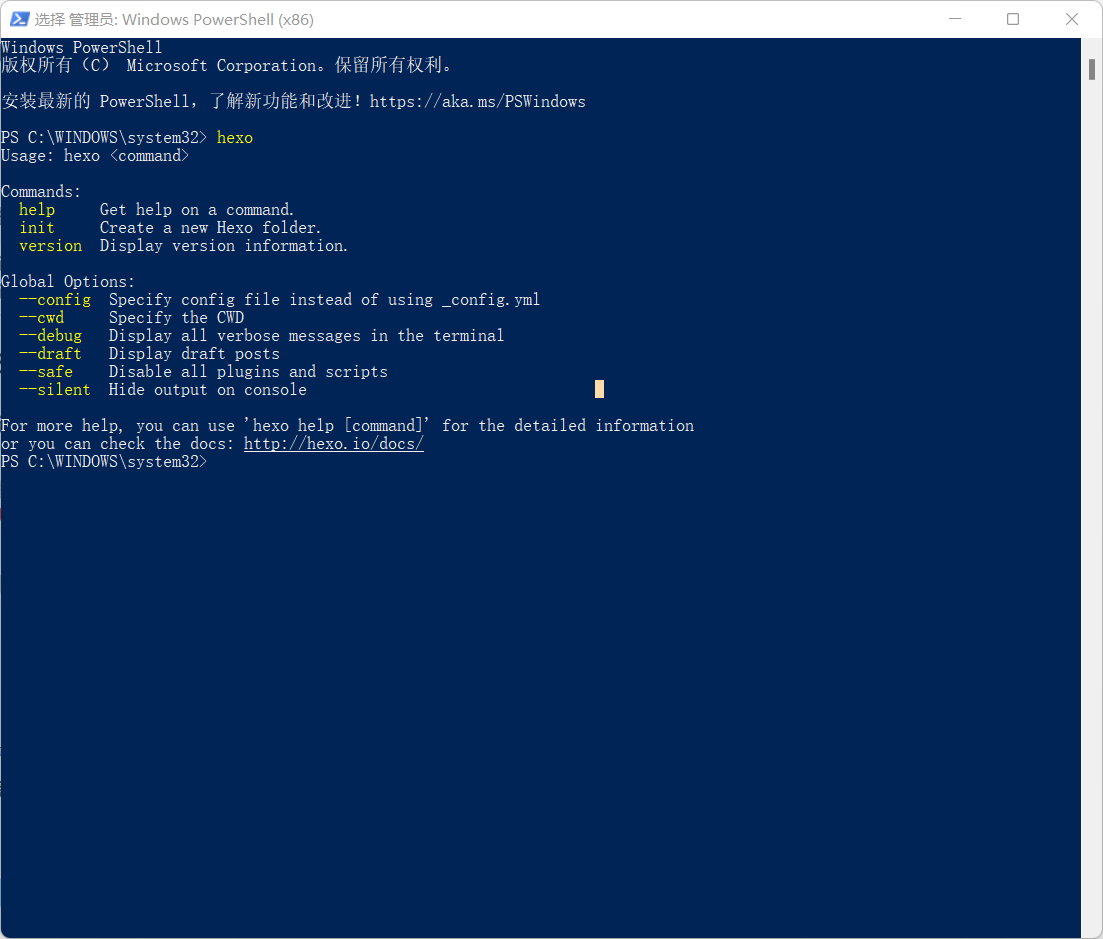 选择 管理员: Windows PowerShell (x86)
Windows PowerShell
版权所有（C） Microsoft Corporation。保留所有权利。
安装最新的 PowerShell，了解新功能和改进！https://aka.ms/PSWindows
PS C:\WINDOWS\system32> hexo
Usage: hexo <command>
Commands:
help     Get help on a command.
init     Create a new Hexo folder.
version  Display version information.
Global Options:
--config  Specify config file instead of using _config.yml
--cwd     Specify the CWD
--debug   Display all verbose messages in the terminal
--draft   Display draft posts
--safe    Disable all plugins and scripts
--silent  Hide output on console
For more help, you can use 'hexo help [command]' for the detailed information
or you can check the docs: http://hexo.io/docs/
PS C:\WINDOWS\system32>